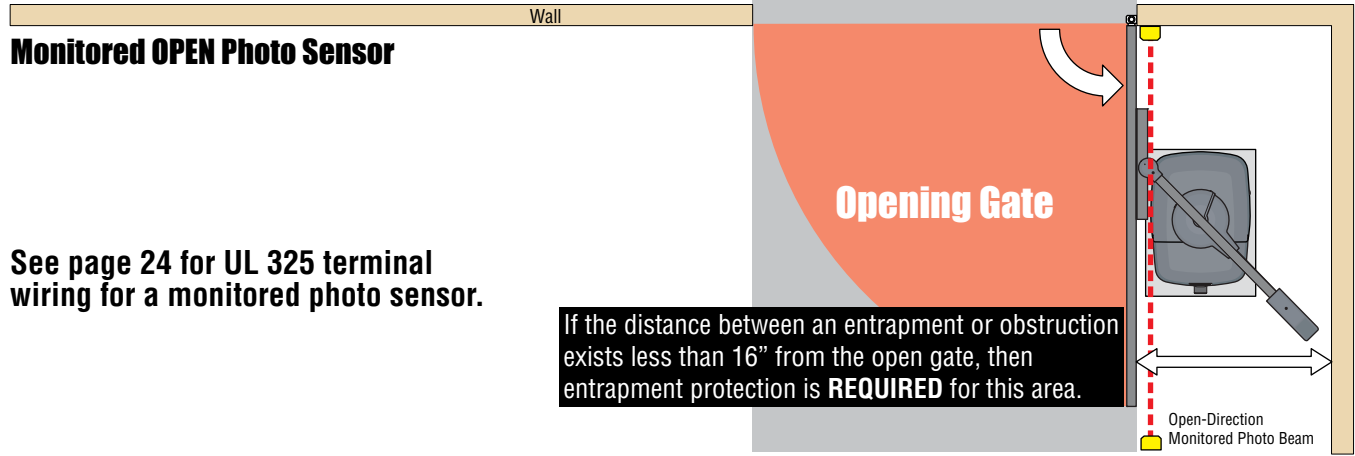 Wall
Monitored OPEN Photo Sensor
Opening Gate
See page 24 for UL 325 terminal
wiring for a monitored photo sensor.
If the distance between an entrapment or obstruction
exists less than 16” from the open gate, then
entrapment protection is REQUIRED for this area.
Open-Direction
Monitored Photo Beam